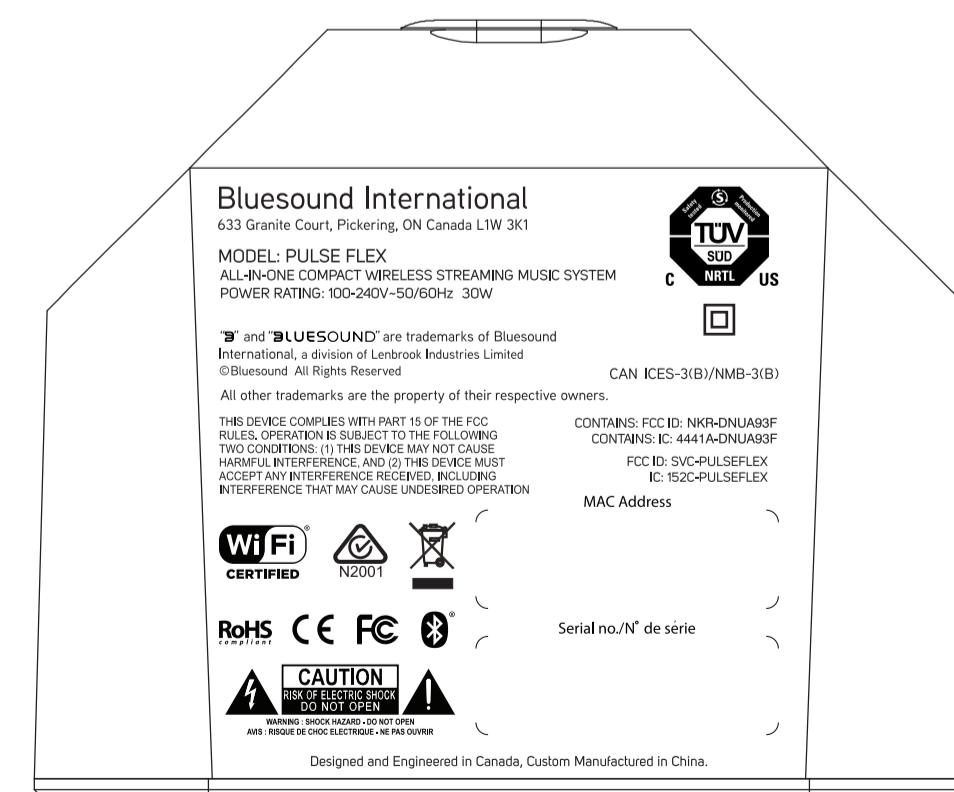 Bluesound International
633 Granite Court, Pickering, ON Canada L1W 3K1
MODEL: PULSE FLEX
ALL-IN-ONE COMPACT WIRELESS STREAMING MUSIC SYSTEM
POWER RATING: 100-240V~50/60Hz 30W
Safety tested
S
Production monitored
TÜV
SÜD
NRTL
C
US
"B" and "BLUESOUND" are trademarks of Bluesound
International, a division of Lenbrook Industries Limited
©Bluesound All Rights Reserved
CAN ICES-3(B)/NMB-3(B)
All other trademarks are the property of their respective owners.
THIS DEVICE COMPLIES WITH PART 15 OF THE FCC
RULES. OPERATION IS SUBJECT TO THE FOLLOWING
TWO CONDITIONS: (1) THIS DEVICE MAY NOT CAUSE
HARMFUL INTERFERENCE, AND (2) THIS DEVICE MUST
ACCEPT ANY INTERFERENCE RECEIVED, INCLUDING
INTERFERENCE THAT MAY CAUSE UNDESIRED OPERATION
CONTAINS: FCC ID: NKR-DNUA93F
CONTAINS: IC: 4441A-DNUA93F
FCC ID: SVC-PULSEFLEX
IC: 152C-PULSEFLEX
MAC Address
Wi Fi®
CERTIFIED
N2001
Serial no./N° de série
RoHS
compliant
CE
FC
®
CAUTION
RISK OF ELECTRIC SHOCK
DO NOT OPEN
WARNING : SHOCK HAZARD - DO NOT OPEN
AVIS : RISQUE DE CHOC ELECTRIQUE - NE PAS OUVRIR
Designed and Engineered in Canada, Custom Manufactured in China.